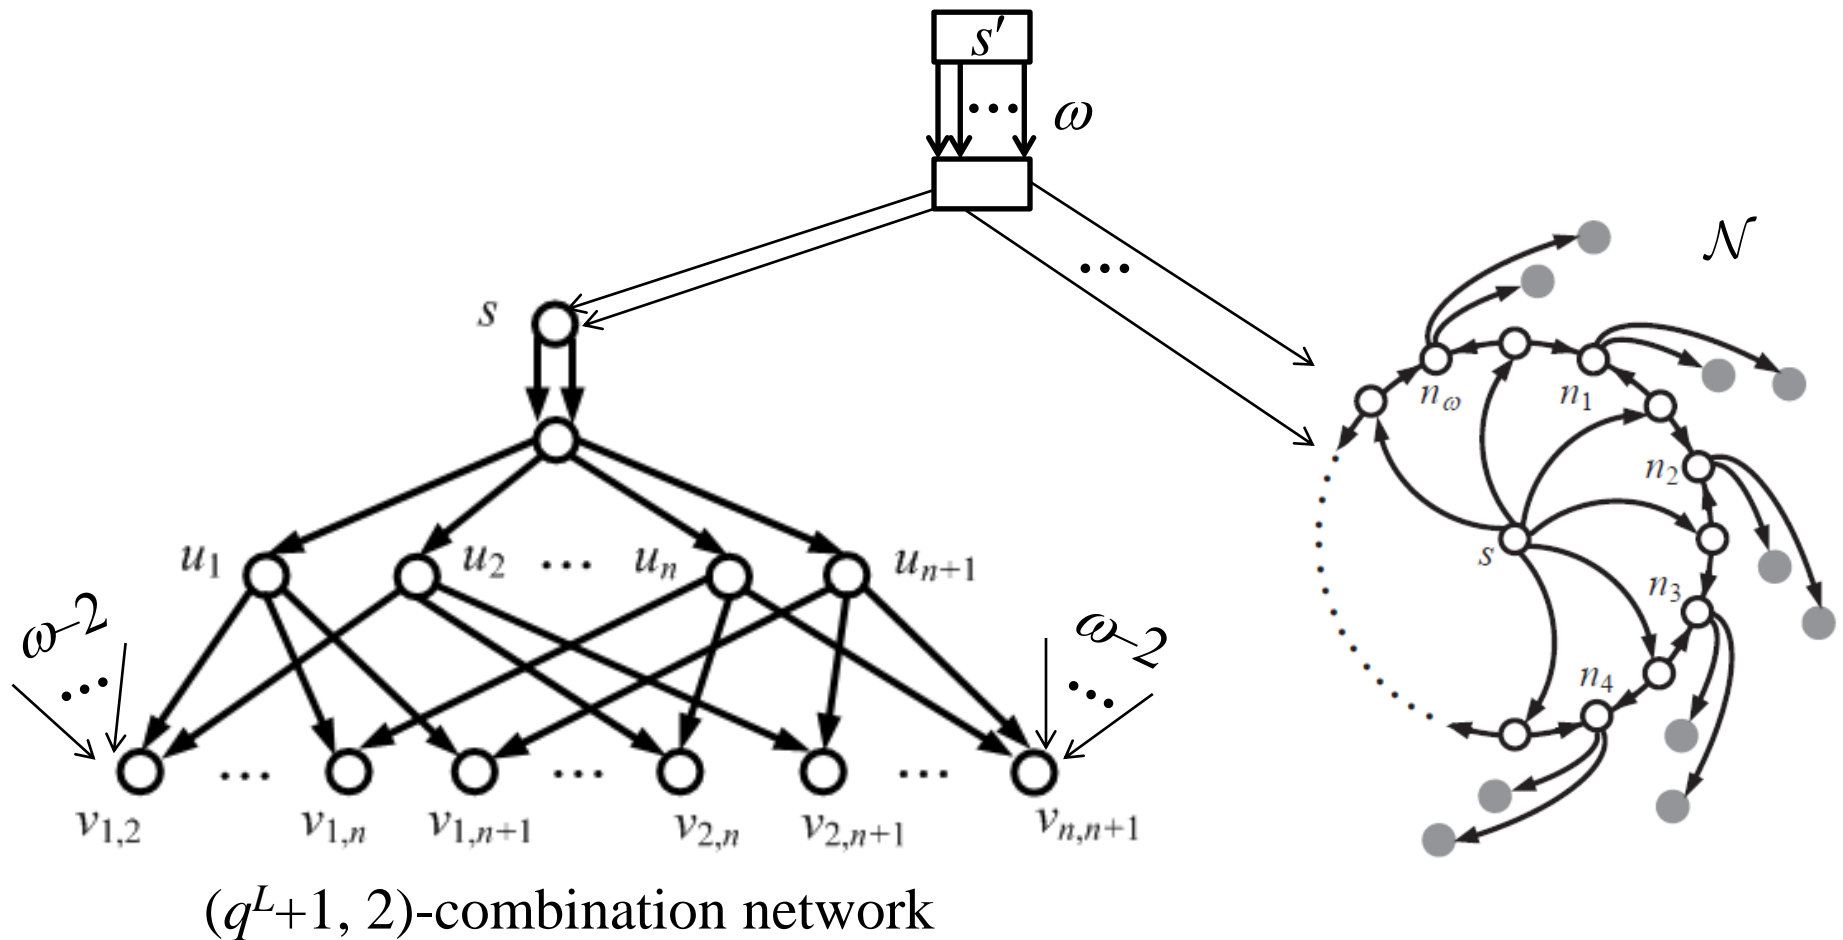 s′
ω
𝒩
s
n_ω
n_1
n_2
u_1
u_2
u_n
u_{n+1}
s
n_3
ω–2
ω–2
n_4
v_{1,2}
v_{1,n}
v_{1,n+1}
v_{2,n}
v_{2,n+1}
v_{n,n+1}
(q^L+1, 2)-combination network